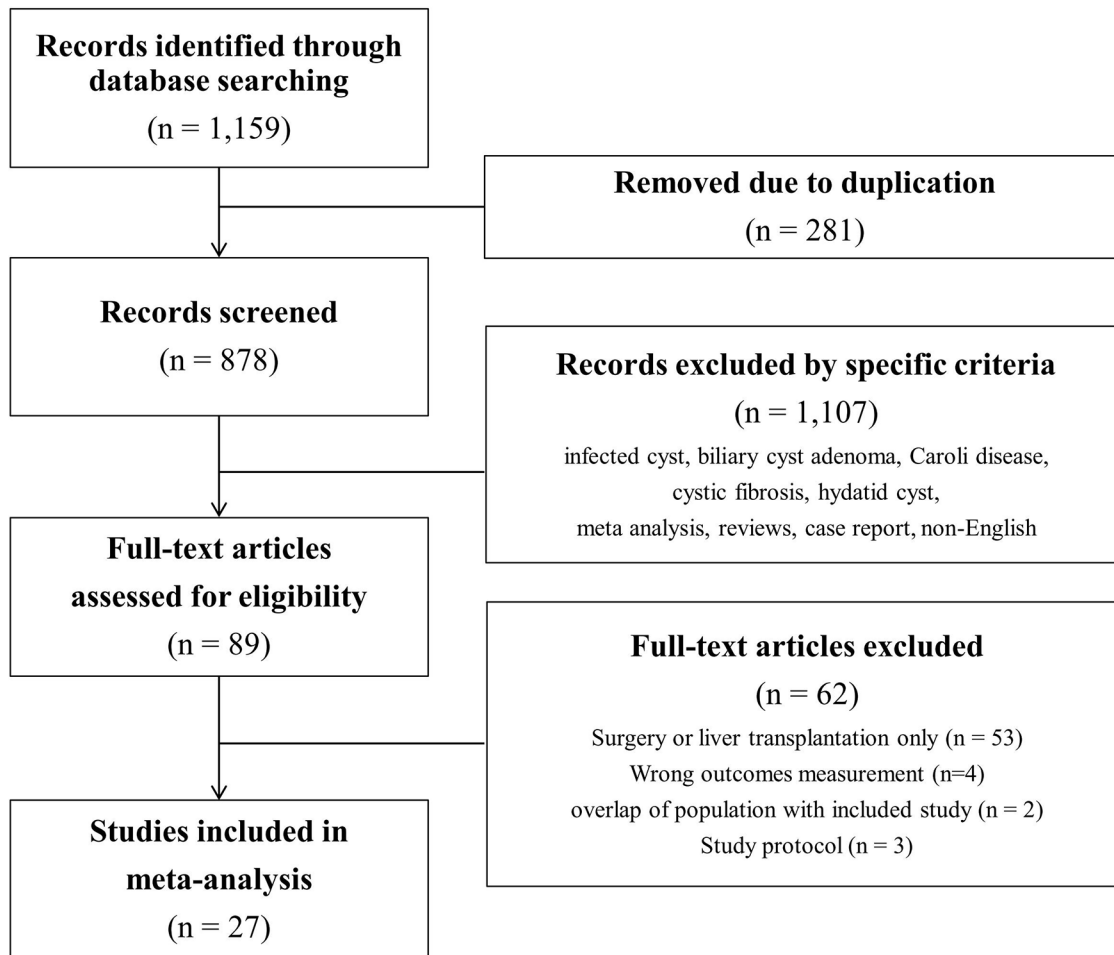 Records identified through
database searching
(n = 1,159)
Removed due to duplication
(n = 281)
Records screened
(n = 878)
Records excluded by specific criteria
(n = 1,107)
infected cyst, biliary cyst adenoma, Caroli disease,
cystic fibrosis, hydatid cyst,
meta analysis, reviews, case report, non-English
Full-text articles
assessed for eligibility
(n = 89)
Full-text articles excluded
(n = 62)
Surgery or liver transplantation only (n = 53)
Wrong outcomes measurement (n=4)
overlap of population with included study (n = 2)
Study protocol (n = 3)
Studies included in
meta-analysis
(n = 27)